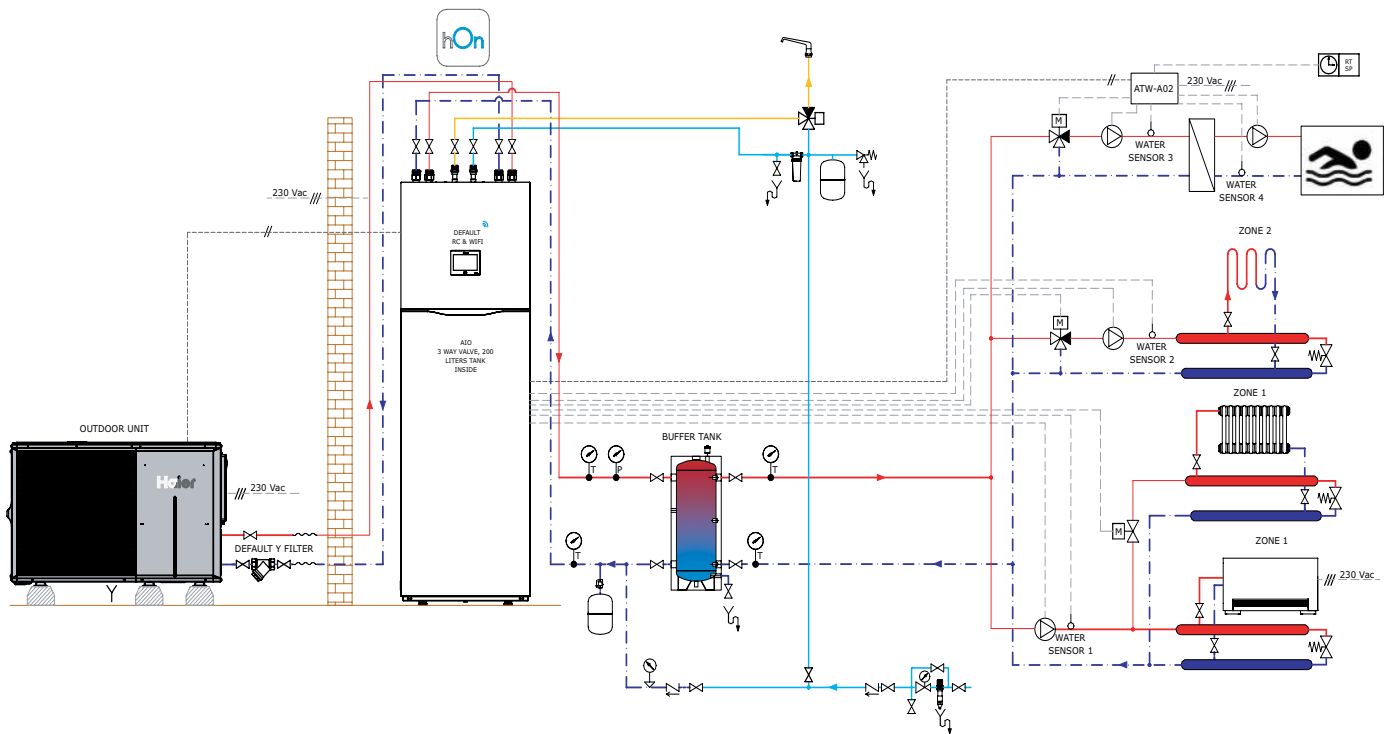 hOn
RT
SP
230 Vac
ATW-A02
M
WATER
SENSOR 3
WATER
SENSOR 4
230 Vac
DEFAULT
RC & WIFI
ZONE 2
M
WATER
SENSOR 2
AIO
3 WAY VALVE, 200
LITERS TANK
INSIDE
ZONE 1
OUTDOOR UNIT
BUFFER TANK
Haier
T
P
T
230 Vac
M
DEFAULT Y FILTER
T
T
ZONE 1
230 Vac
WATER
SENSOR 1